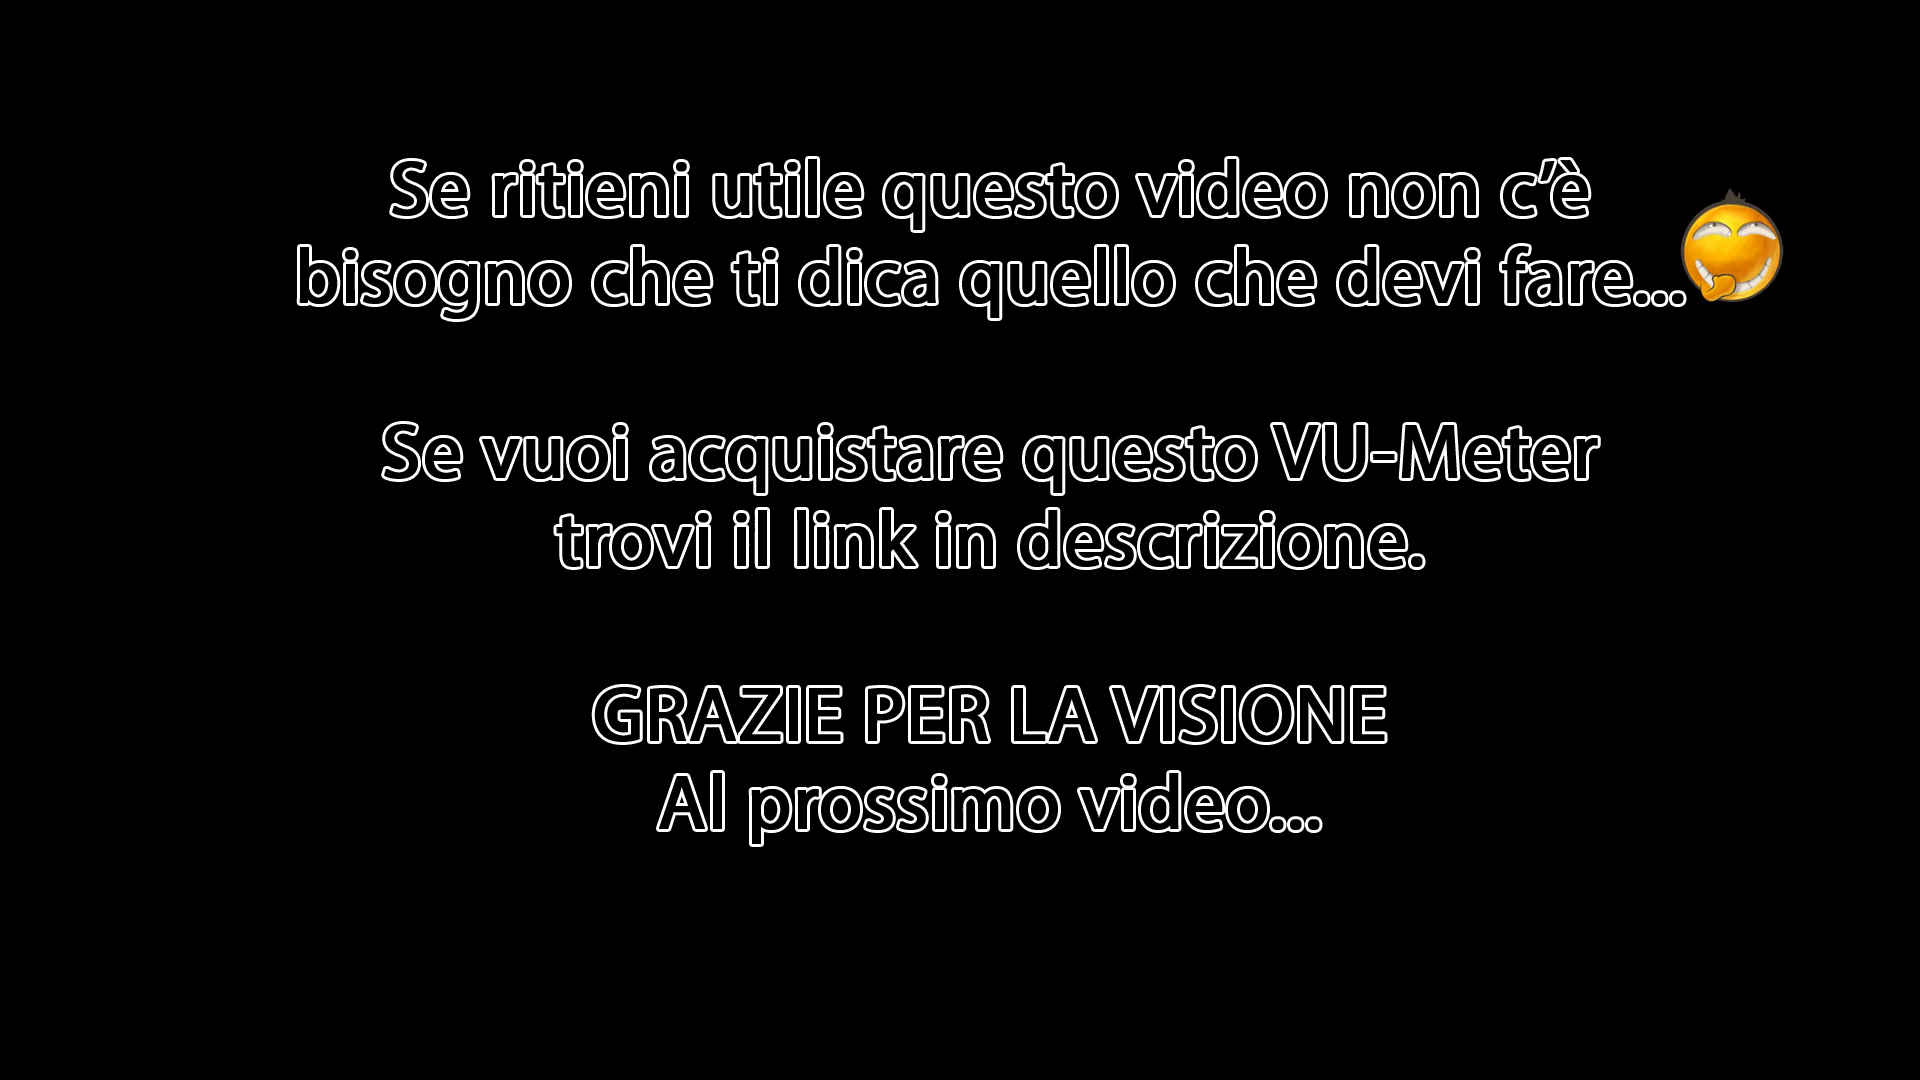 Se ritieni utile questo video non c’è
bisogno che ti dica quello che devi fare...
Se vuoi acquistare questo VU-Meter
trovi il link in descrizione.
GRAZIE PER LA VISIONE
Al prossimo video...